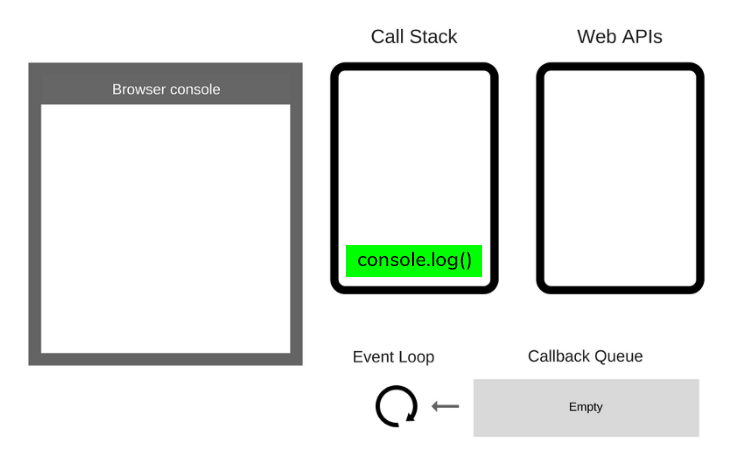 Call Stack
Web APIs
Browser console
console.log()
Event Loop
Callback Queue
Empty